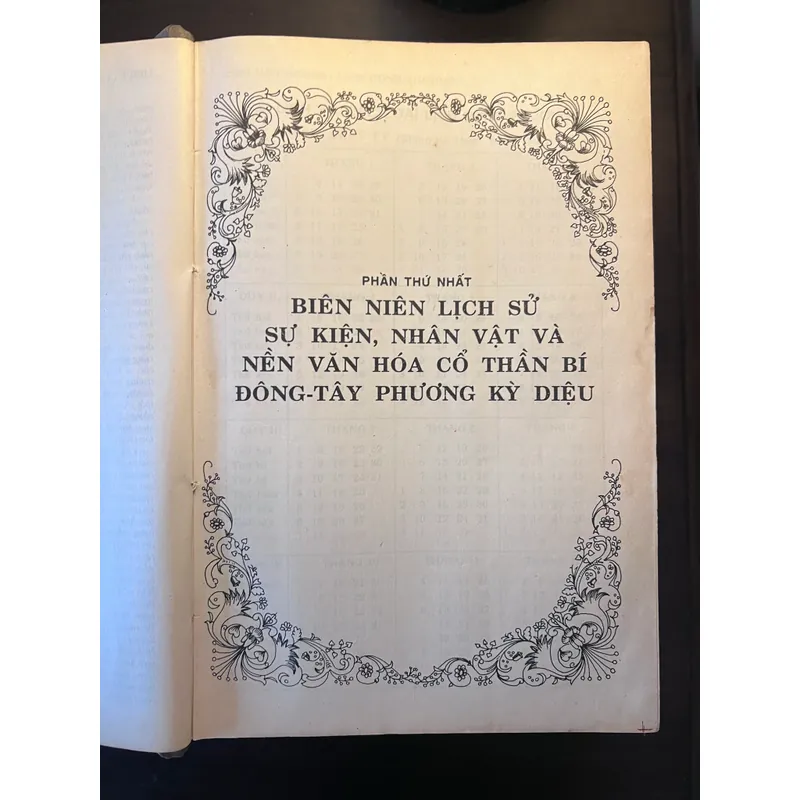 PHẦN THỨ NHẤT
BIÊN NIÊN LỊCH SỬ
SỰ KIỆN, NHÂN VẬT VÀ
NỀN VĂN HÓA CỔ THẦN BÍ
ĐÔNG-TÂY PHƯƠNG KỲ DIỆU